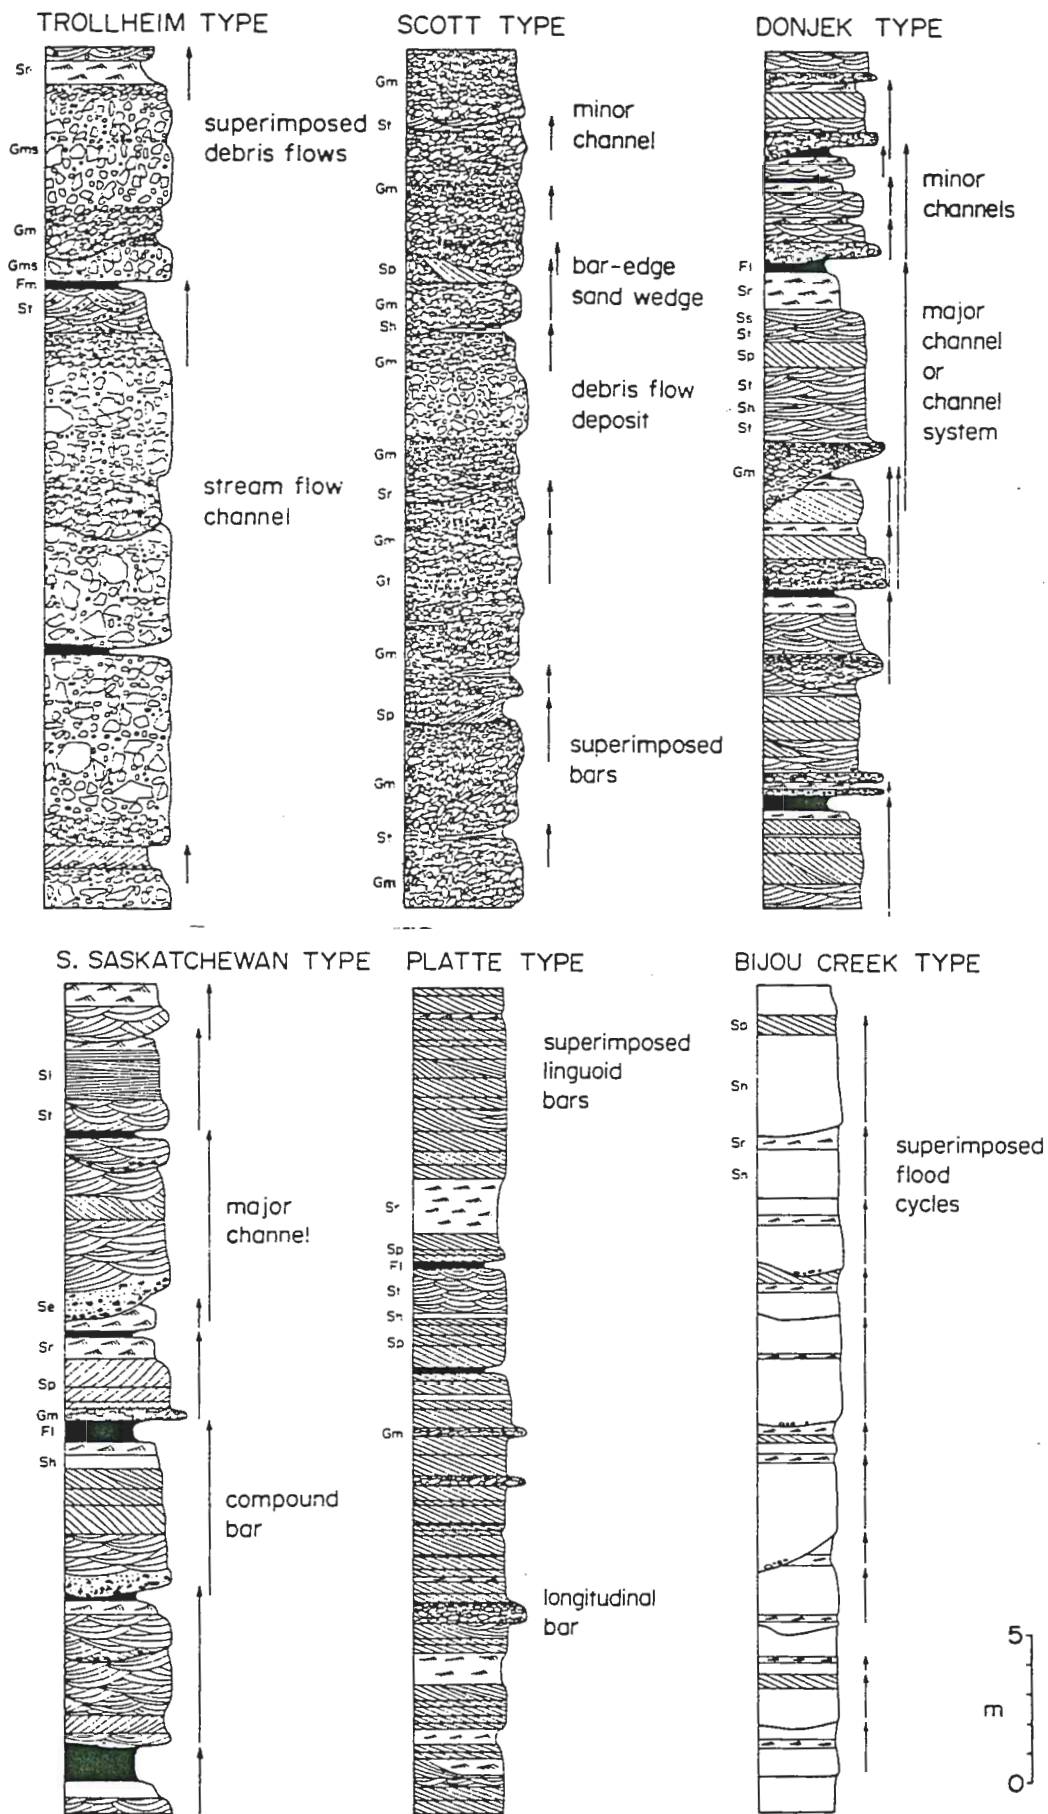 TROLLHEIM TYPE
Sr
Gms
Gm
Gms
Fm
St
superimposed
debris flows
stream flow
channel
SCOTT TYPE
Gm
St
Gm
Sp
Gm
Sh
Gm
Gm
Sr
Gm
Gt
Gm
Sp
Gm
St
Gm
minor
channel
bar-edge
sand wedge
debris flow
deposit
superimposed
bars
DONJEK TYPE
Fl
Sr
Ss
St
Sp
St
Sh
St
Gm
minor
channels
major
channel
or
channel
system
S. SASKATCHEWAN TYPE
Sl
St
Se
Sr
Sp
Gm
Fl
Sh
major
channel
compound
bar
PLATTE TYPE
Sr
Sp
Fl
St
Sh
Sp
Gm
superimposed
linguoid
bars
longitudinal
bar
BIJOU CREEK TYPE
Sp
Sh
Sr
Sh
superimposed
flood
cycles
5
m
0